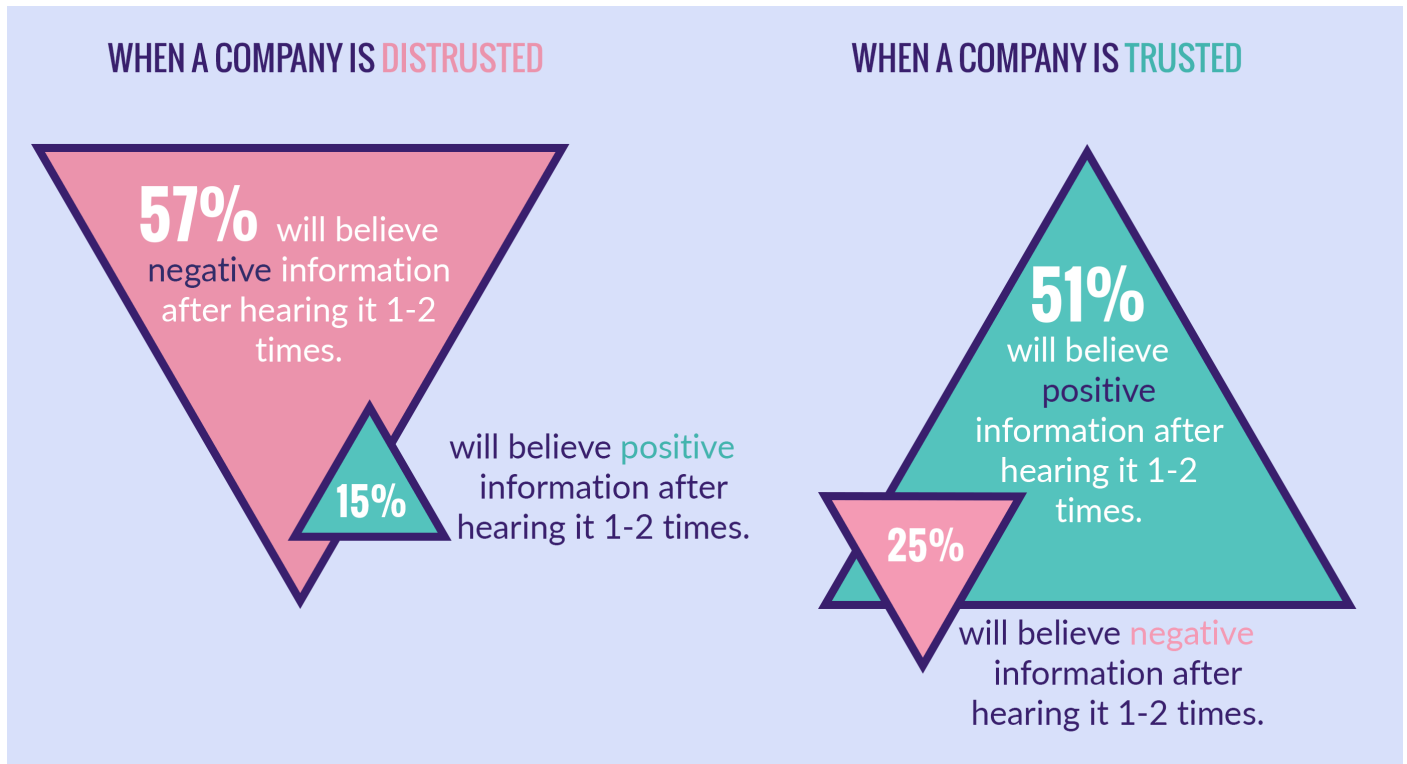 WHEN A COMPANY IS DISTRUSTED
57% will believe
negative information
after hearing it 1-2
times.
15%
will believe positive
information after
hearing it 1-2 times.
WHEN A COMPANY IS TRUSTED
51%
will believe
positive
information after
hearing it 1-2
times.
25%
will believe negative
information after
hearing it 1-2 times.